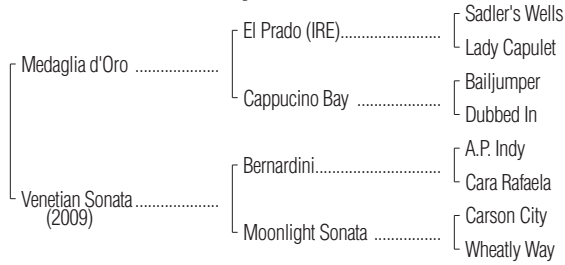 Sadler's Wells
El Prado (IRE)....................
Lady Capulet
Medaglia d'Oro ..................
Bailjumper
Cappucino Bay .................
Dubbed In
A.P. Indy
Bernardini..........................
Cara Rafaela
Venetian Sonata ..................
(2009)
Carson City
Moonlight Sonata ..............
Wheatly Way